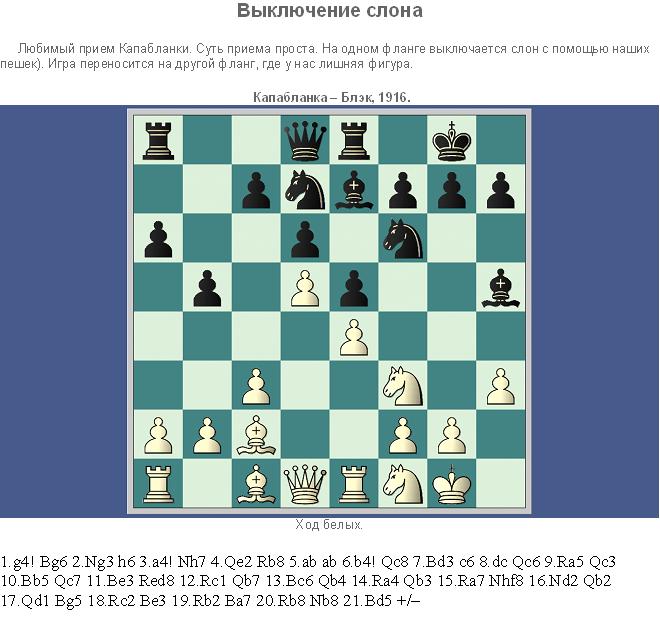 Выключение слона
Любимый прием Капабланки. Суть приема проста. На одном фланге выключается слон с помощью наших
пешек). Игра переносится на другой фланг, где у нас лишняя фигура.
Капабланка – Блэк, 1916.
Ход белых.
1.g4! Bg6 2.Ng3 h6 3.a4! Nh7 4.Qe2 Rb8 5.ab ab 6.b4! Qc8 7.Bd3 c6 8.dc Qc6 9.Ra5 Qc3
10.Bb5 Qc7 11.Be3 Red8 12.Rc1 Qb7 13.Bc6 Qb4 14.Ra4 Qb3 15.Ra7 Nhf8 16.Nd2 Qb2
17.Qd1 Bg5 18.Rc2 Be3 19.Rb2 Ba7 20.Rb8 Nb8 21.Bd5 +/–